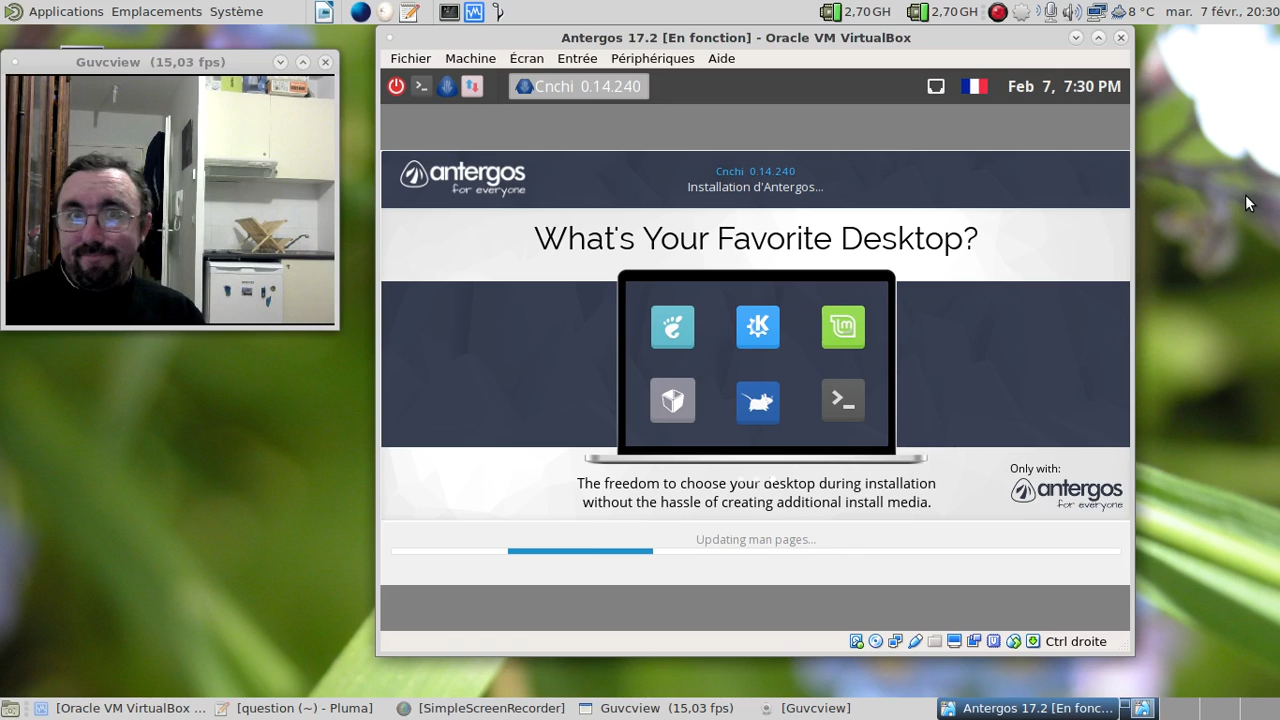 Applications Emplacements Système
2,70 GH 2,70 GH 8 °C mar. 7 févr., 20:30
Guvcview (15,03 fps)
Antergos 17.2 [En fonction] - Oracle VM VirtualBox
Fichier Machine Écran Entrée Périphériques Aide
Cnchi 0.14.240
Feb 7, 7:30 PM
antergos
for everyone
Cnchi 0.14.240
Installation d'Antergos...
What's Your Favorite Desktop?
The freedom to choose your desktop during installation
without the hassle of creating additional install media.
Only with:
antergos
for everyone
Updating man pages...
Ctrl droite
[Oracle VM VirtualBox ... [question (~) - Pluma] [SimpleScreenRecorder] Guvcview (15,03 fps) [Guvcview] Antergos 17.2 [En fonc...